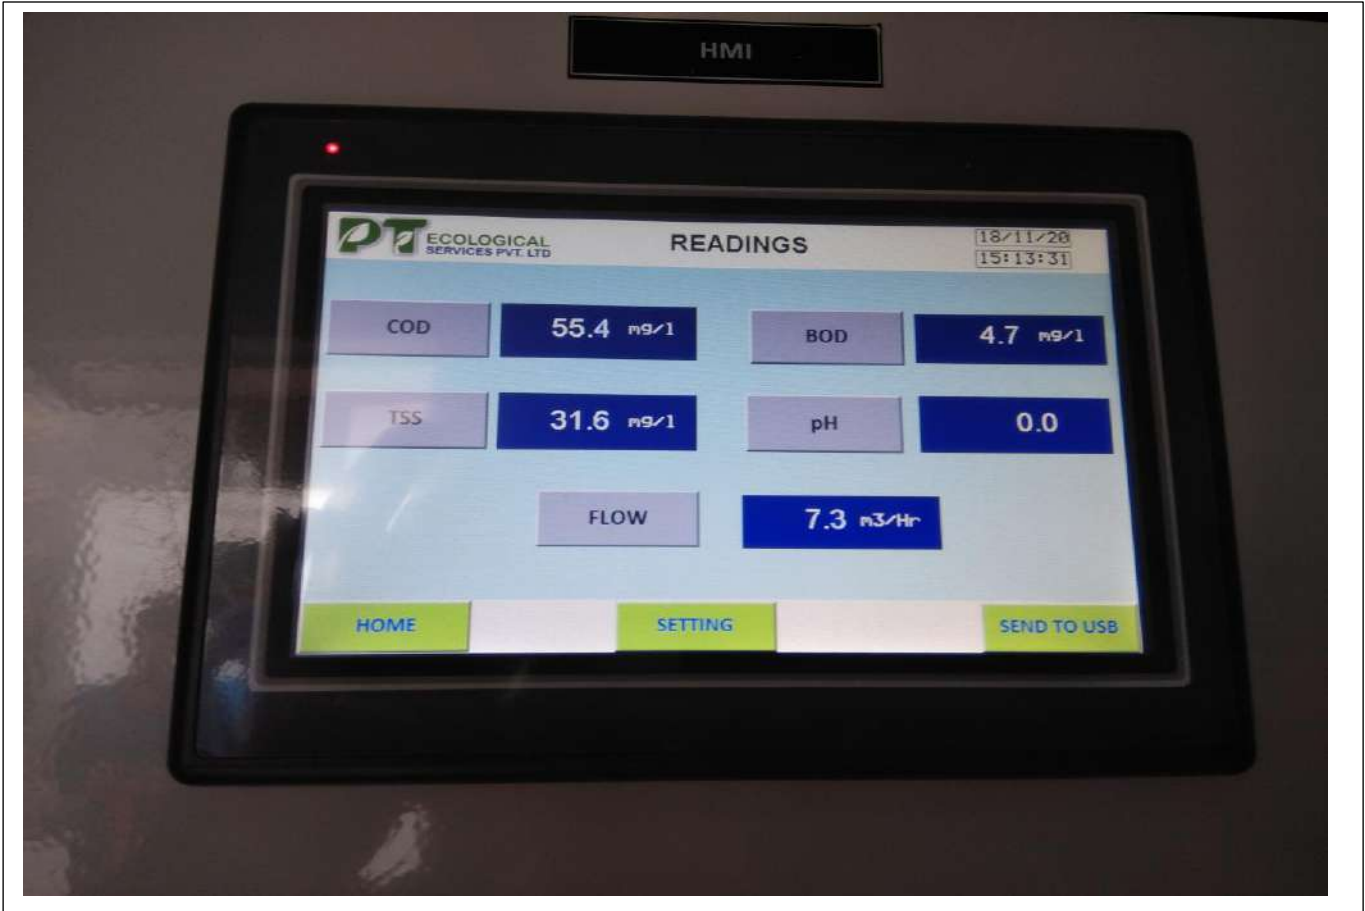 HMI
PT ECOLOGICAL
SERVICES PVT. LTD
READINGS
18/11/20
15:13:31
COD 55.4 mg/l
BOD 4.7 mg/l
TSS 31.6 mg/l
pH 0.0
FLOW 7.3 m3/Hr
HOME SETTING SEND TO USB